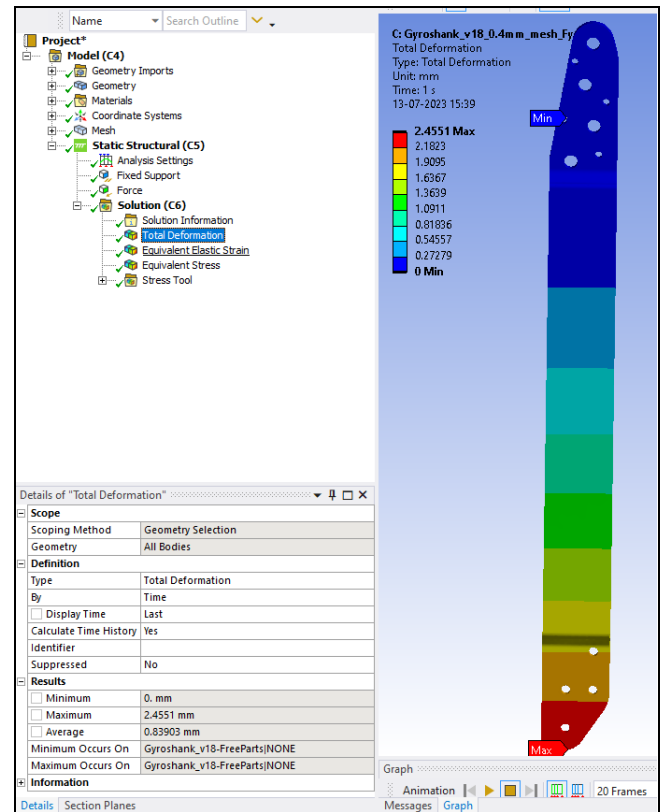 Name
Search Outline
Project*
Model (C4)
Geometry Imports
Geometry
Materials
Coordinate Systems
Mesh
Static Structural (C5)
Analysis Settings
Fixed Support
Force
Solution (C6)
Solution Information
Total Deformation
Equivalent Elastic Strain
Equivalent Stress
Stress Tool
Details of "Total Deformation"
Scope
Scoping Method Geometry Selection
Geometry All Bodies
Definition
Type Total Deformation
By Time
Display Time Last
Calculate Time History Yes
Identifier
Suppressed No
Results
Minimum 0. mm
Maximum 2.4551 mm
Average 0.83903 mm
Minimum Occurs On Gyroshank_v18-FreeParts|NONE
Maximum Occurs On Gyroshank_v18-FreeParts|NONE
Information
Details Section Planes
C: Gyroshank_v18_0.4mm_mesh_Fy
Total Deformation
Type: Total Deformation
Unit: mm
Time: 1 s
13-07-2023 15:39
Min
2.4551 Max
2.1823
1.9095
1.6367
1.3639
1.0911
0.81836
0.54557
0.27279
0 Min
Max
Graph
Animation 20 Frames
Messages Graph